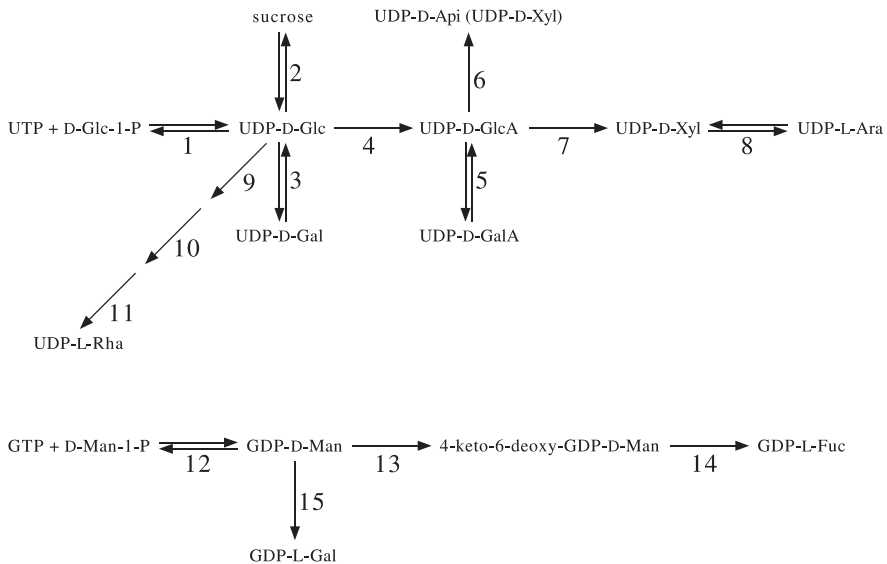 sucrose UDP-D-Api (UDP-D-Xyl)
2 6
UTP + D-Glc-1-P UDP-D-Glc UDP-D-GlcA UDP-D-Xyl UDP-L-Ara
1 4 7 8
9 3 5
UDP-D-Gal UDP-D-GalA
10
11
UDP-L-Rha
GTP + D-Man-1-P GDP-D-Man 4-keto-6-deoxy-GDP-D-Man GDP-L-Fuc
12 13 14
15
GDP-L-Gal